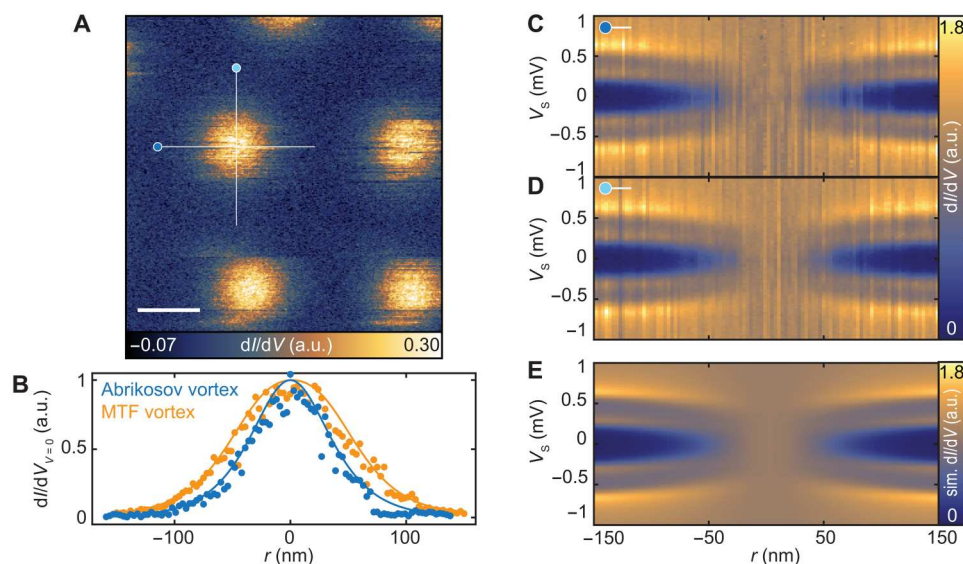 A
−0.07 dI/dV (a.u.) 0.30
B
Abrikosov vortex
MTF vortex
dI/dV V = 0 (a.u.)
1
0.5
0
−100 0 100
r (nm)
C
V_S (mV)
1
0.5
0
−0.5
−1
D
V_S (mV)
1
0.5
0
−0.5
−1
1.8
dI/dV (a.u.)
0
E
V_S (mV)
1
0.5
0
−0.5
−1
−150 −50 50 150
r (nm)
1.8
sim. dI/dV (a.u.)
0